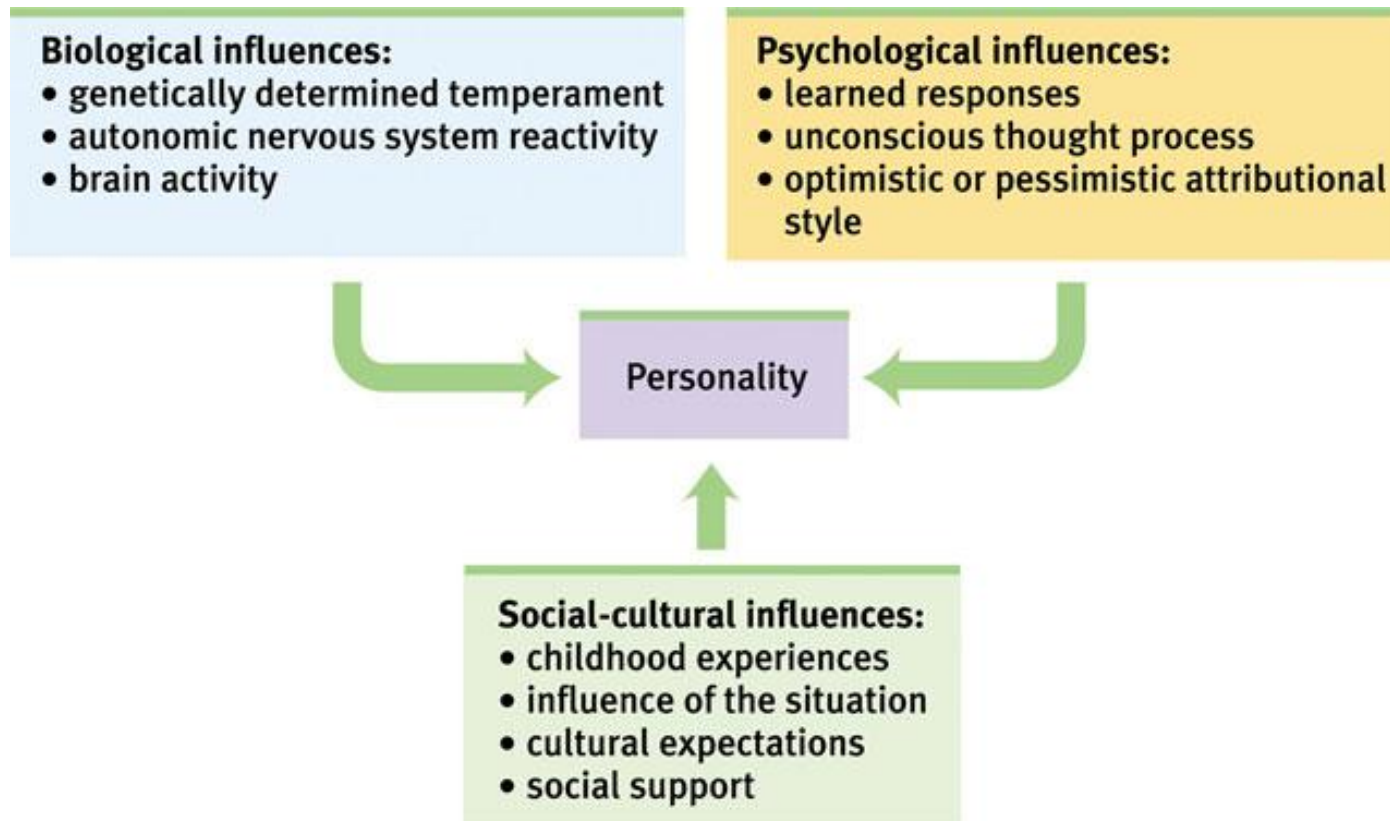 Biological influences:
• genetically determined temperament
• autonomic nervous system reactivity
• brain activity
Psychological influences:
• learned responses
• unconscious thought process
• optimistic or pessimistic attributional
style
Personality
Social-cultural influences:
• childhood experiences
• influence of the situation
• cultural expectations
• social support